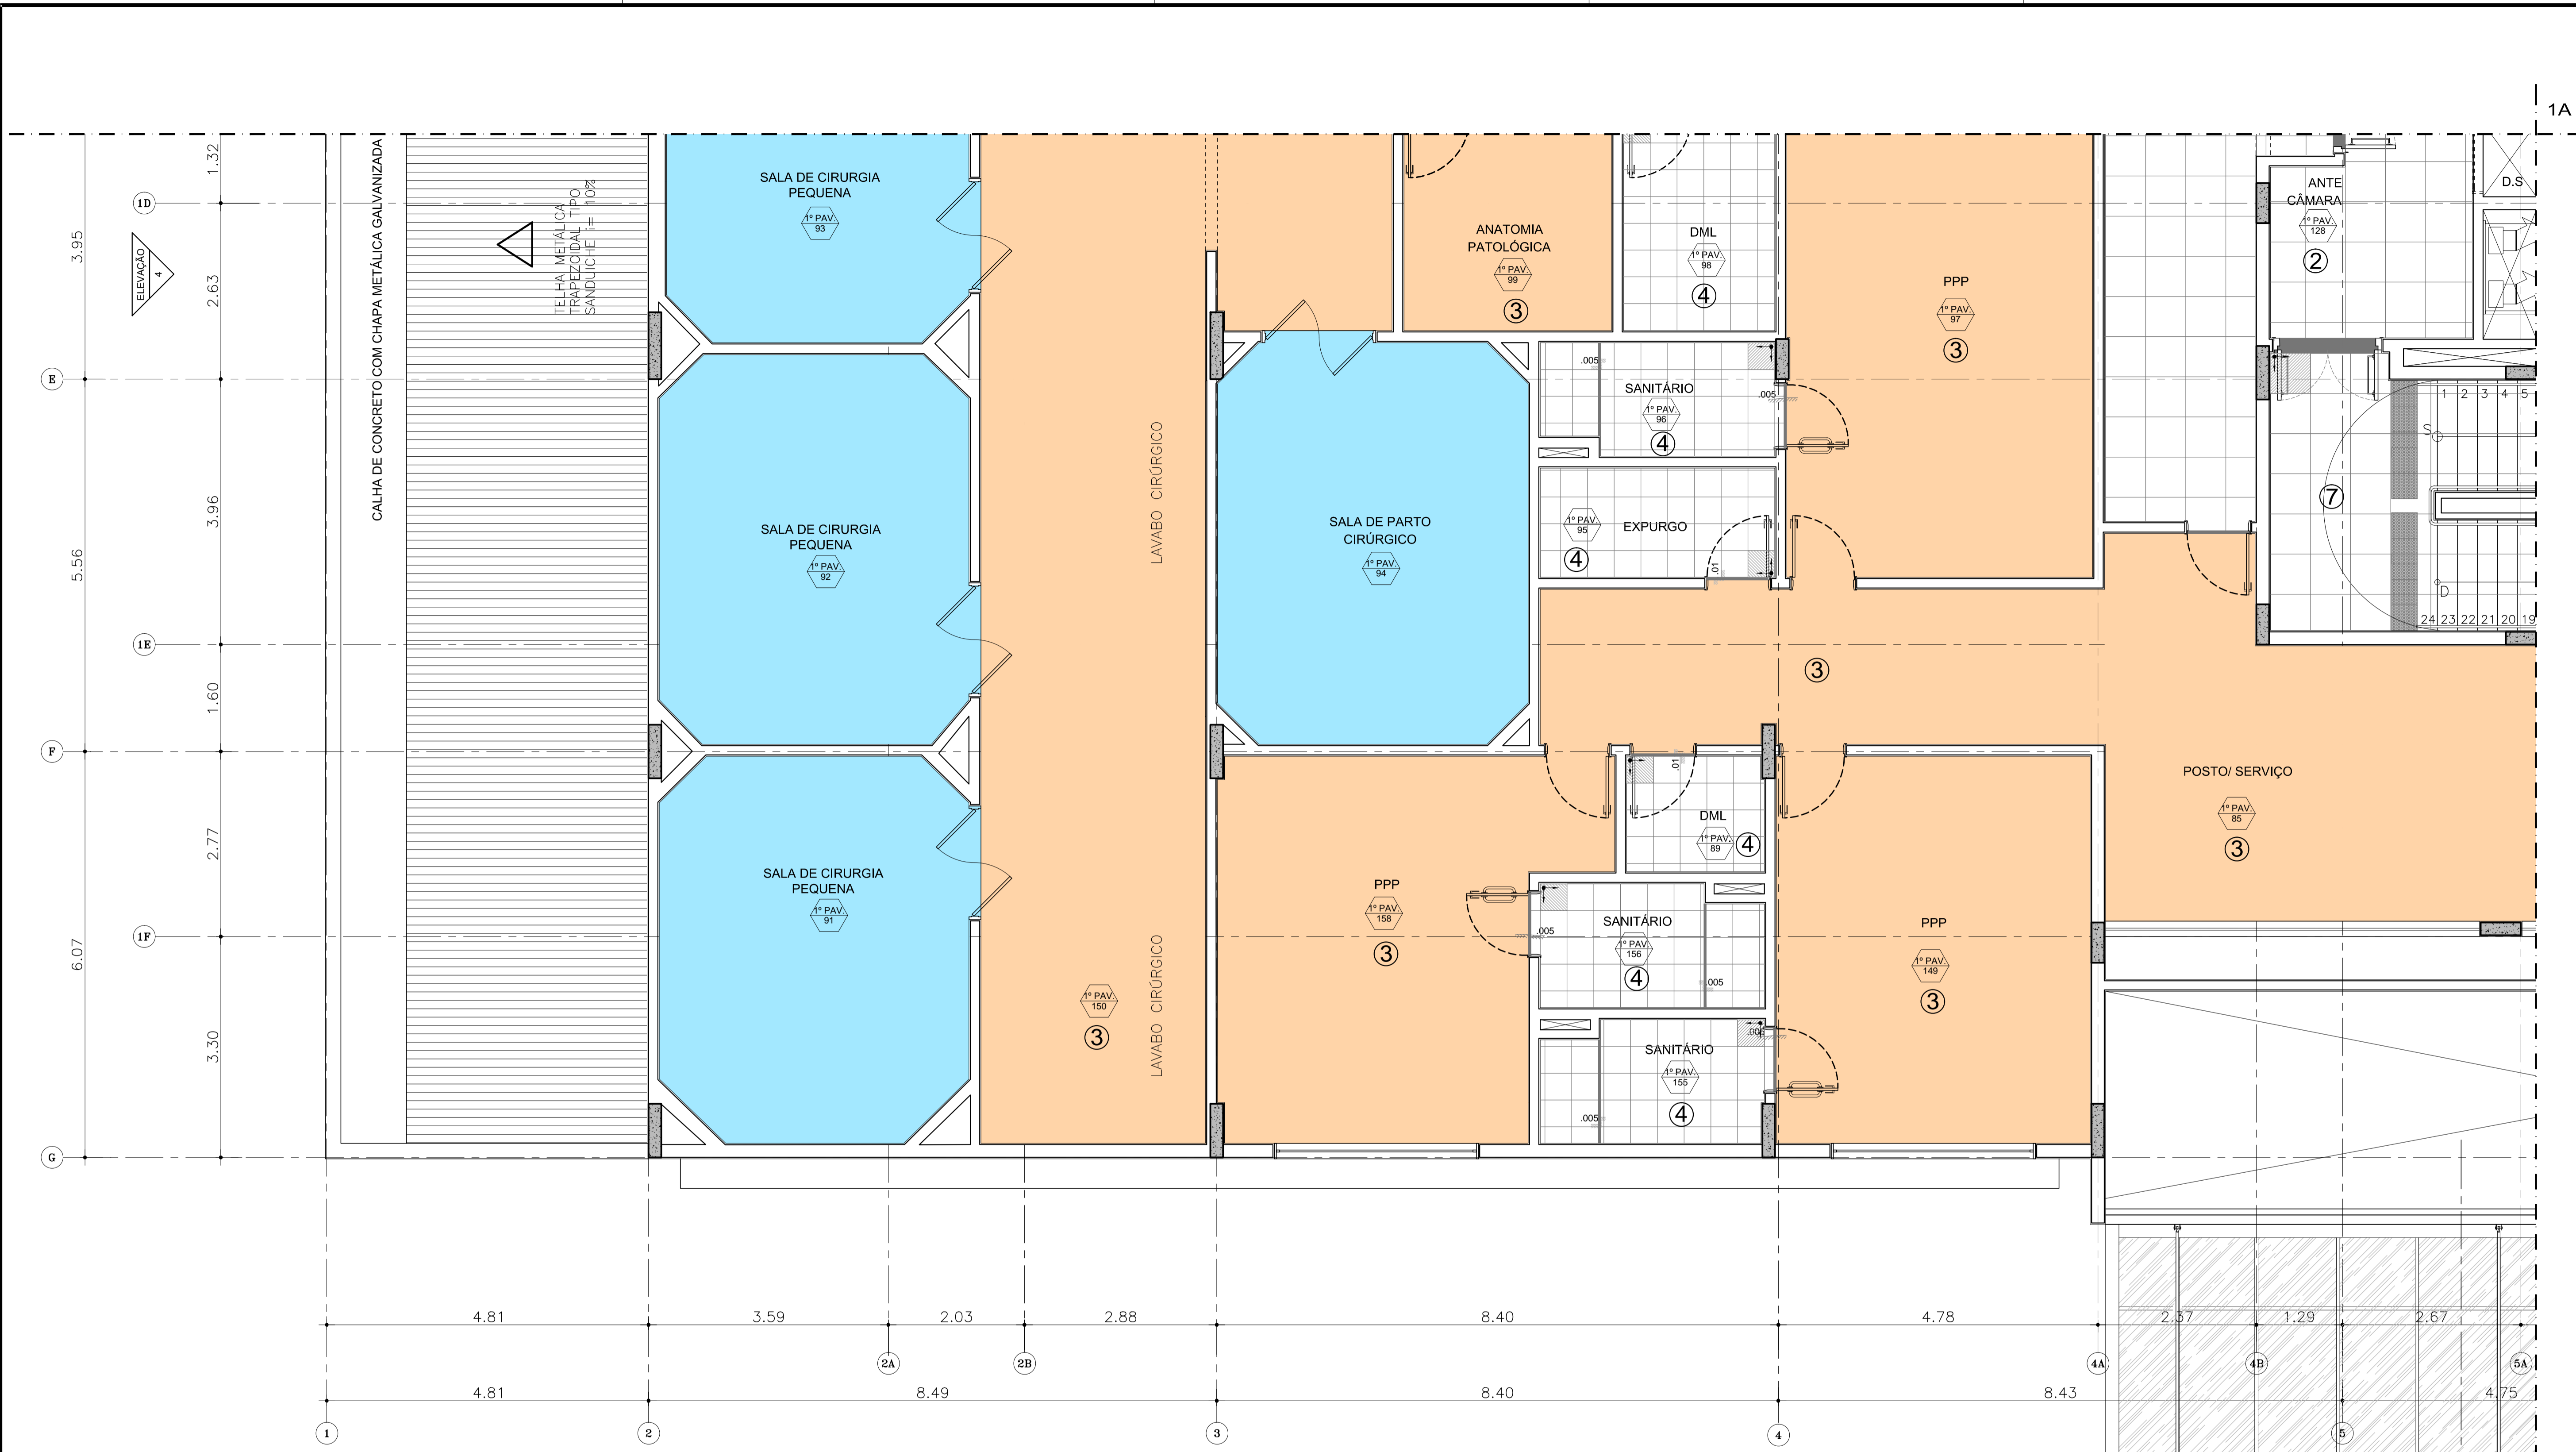 1A
CALHA DE CONCRETO COM CHAPA METÁLICA GALVANIZADA
TELHA METÁLICA
TRAPEZOIDAL TIPO
SANDUICHE i= 10%
ELEVAÇÃO
4
1D
E
1E
F
1F
G
3.95
5.56
6.07
1.32
2.63
3.96
1.60
2.77
3.30
SALA DE CIRURGIA
PEQUENA
1º PAV.
93
SALA DE CIRURGIA
PEQUENA
1º PAV.
92
SALA DE CIRURGIA
PEQUENA
1º PAV.
91
LAVABO CIRÚRGICO
LAVABO CIRÚRGICO
1º PAV.
150
3
SALA DE PARTO
CIRÚRGICO
1º PAV.
94
ANATOMIA
PATOLÓGICA
1º PAV.
99
3
DML
1º PAV.
98
4
.005
SANITÁRIO
.005
1º PAV.
96
4
1º PAV.
95
EXPURGO
4
.01
PPP
1º PAV.
97
3
3
ANTE
CÂMARA
1º PAV.
128
2
D.S
7
S
D
1 2 3 4 5
24 23 22 21 20 19
POSTO/ SERVIÇO
1º PAV.
85
3
.01
DML
1º PAV.
89
4
PPP
1º PAV.
158
3
SANITÁRIO
.005
1º PAV.
156
4
.005
SANITÁRIO
.005
1º PAV.
155
4
.005
PPP
1º PAV.
149
3
4.81 3.59 2.03 2.88 8.40 4.78 2.37 1.29 2.67
2A 2B 4A 4B 5A
4.81 8.49 8.40 8.43 4.75
1 2 3 4 5